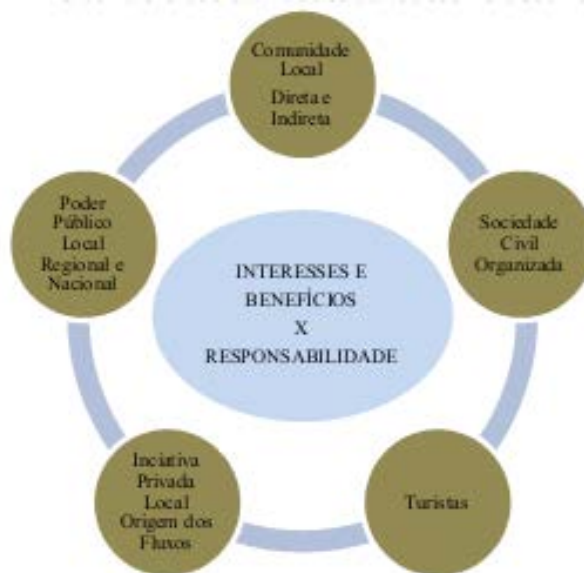 Comunidade
Local
Direta e
Indireta
Poder
Público
Local
Regional e
Nacional
Sociedade
Civil
Organizada
INTERESSES E
BENEFÍCIOS
X
RESPONSABILIDADE
Inciativa
Privada
Local
Origem dos
Fluxos
Turistas